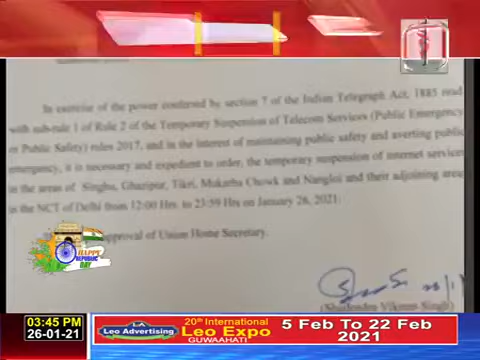 In exercise of the power conferred by section 7 of the Indian Telegraph Act, 1885 read
with sub-rule 1 of Rule 2 of the Temporary Suspension of Telecom Services (Public Emergency
or Public Safety) rules 2017, and in the interest of maintaining public safety and averting public
emergency, it is necessary and expedient to order, the temporary suspension of internet services
in the areas of Singhu, Ghazipur, Tikri, Mukarba Chowk and Nangloi and their adjoining area
in the NCT of Delhi from 12:00 Hrs. to 23:59 Hrs on January 26, 2021.
approval of Union Home Secretary.
HAPPY
REPUBLIC
DAY
(Shailendra Vikram Singh)
03:45 PM
26-01-21
LA
Leo Advertising
20th International
Leo Expo
GUWAAHATI
5 Feb To 22 Feb
2021